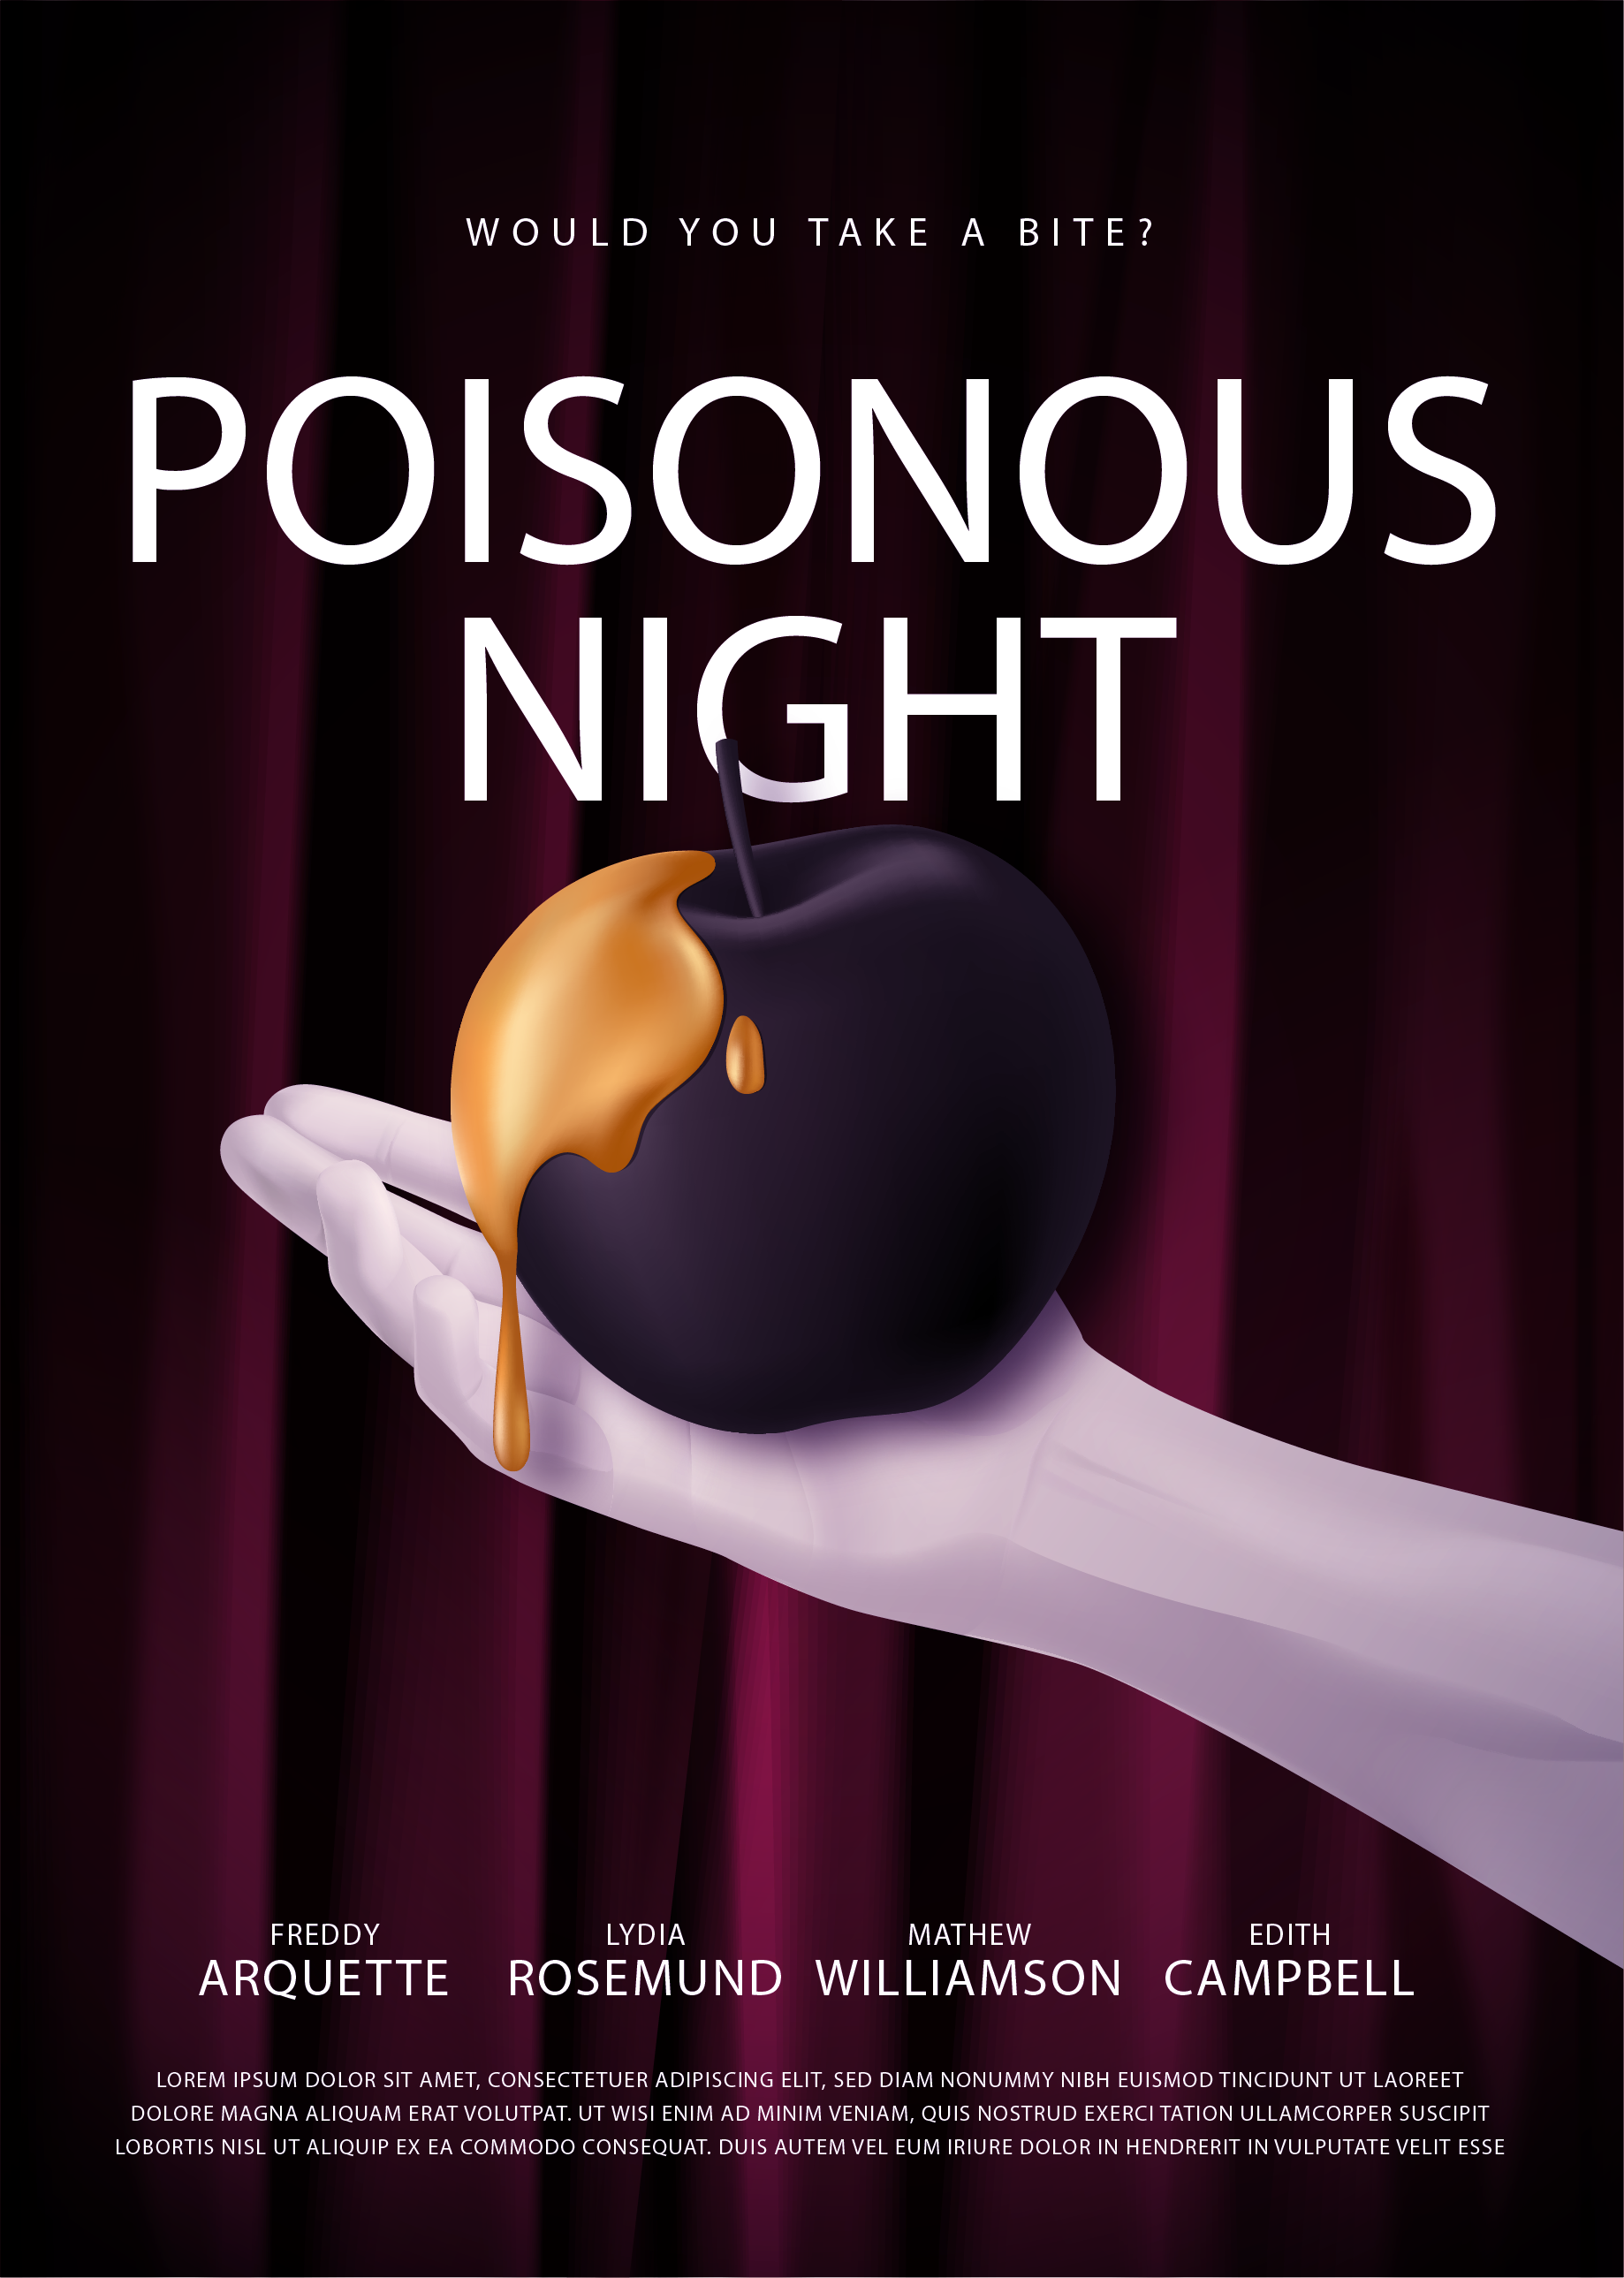 WOULD YOU TAKE A BITE?
POISONOUS
NIGHT
FREDDY
ARQUETTE
LYDIA
ROSEMUND
MATHEW
WILLIAMSON
EDITH
CAMPBELL
LOREM IPSUM DOLOR SIT AMET, CONSECTETUER ADIPISCING ELIT, SED DIAM NONUMMY NIBH EUISMOD TINCIDUNT UT LAOREET
DOLORE MAGNA ALIQUAM ERAT VOLUTPAT. UT WISI ENIM AD MINIM VENIAM, QUIS NOSTRUD EXERCI TATION ULLAMCORPER SUSCIPIT
LOBORTIS NISL UT ALIQUIP EX EA COMMODO CONSEQUAT. DUIS AUTEM VEL EUM IRIURE DOLOR IN HENDRERIT IN VULPUTATE VELIT ESSE